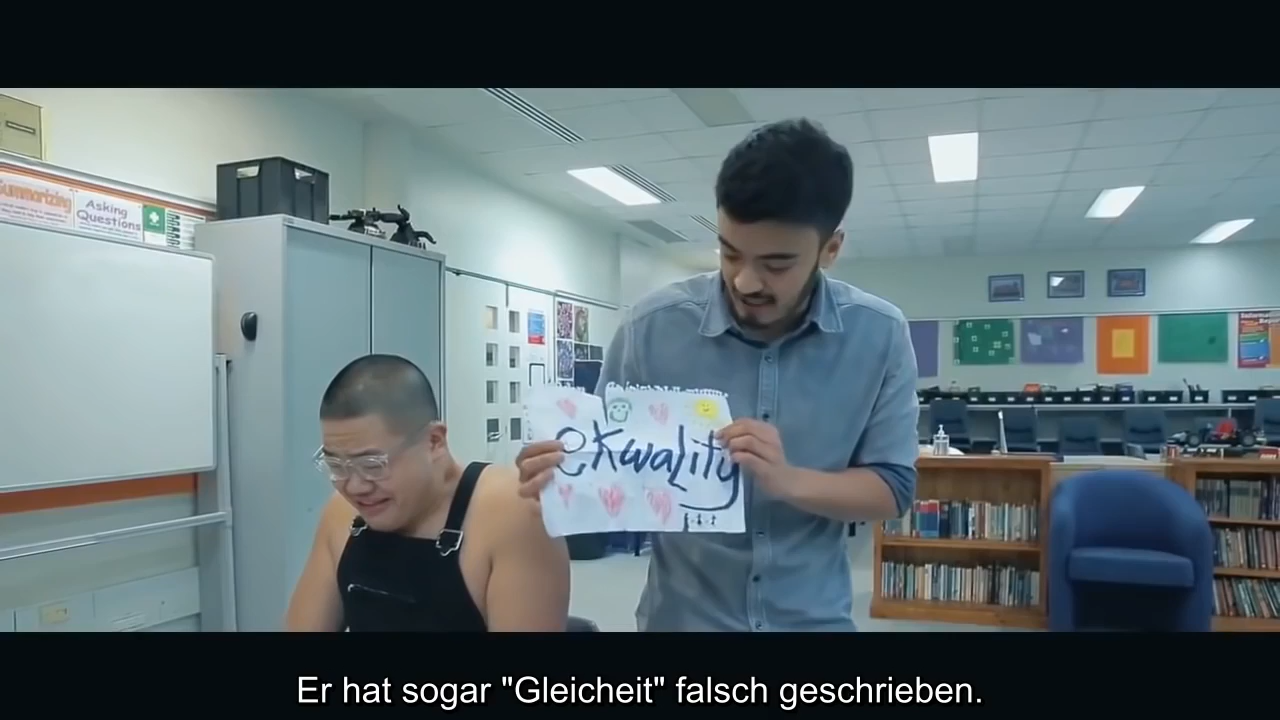 Summarizing
Asking
Questions
ekwality
Er hat sogar "Gleicheit" falsch geschrieben.